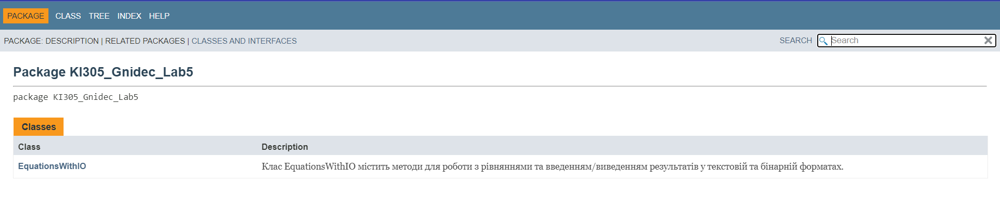 PACKAGE CLASS TREE INDEX HELP
PACKAGE: DESCRIPTION | RELATED PACKAGES | CLASSES AND INTERFACES SEARCH Search
Package KI305_Gnidec_Lab5
package KI305_Gnidec_Lab5
Classes
Class Description
EquationsWithIO Клас EquationsWithIO містить методи для роботи з рівняннями та введенням/виведенням результатів у текстовій та бінарній форматах.